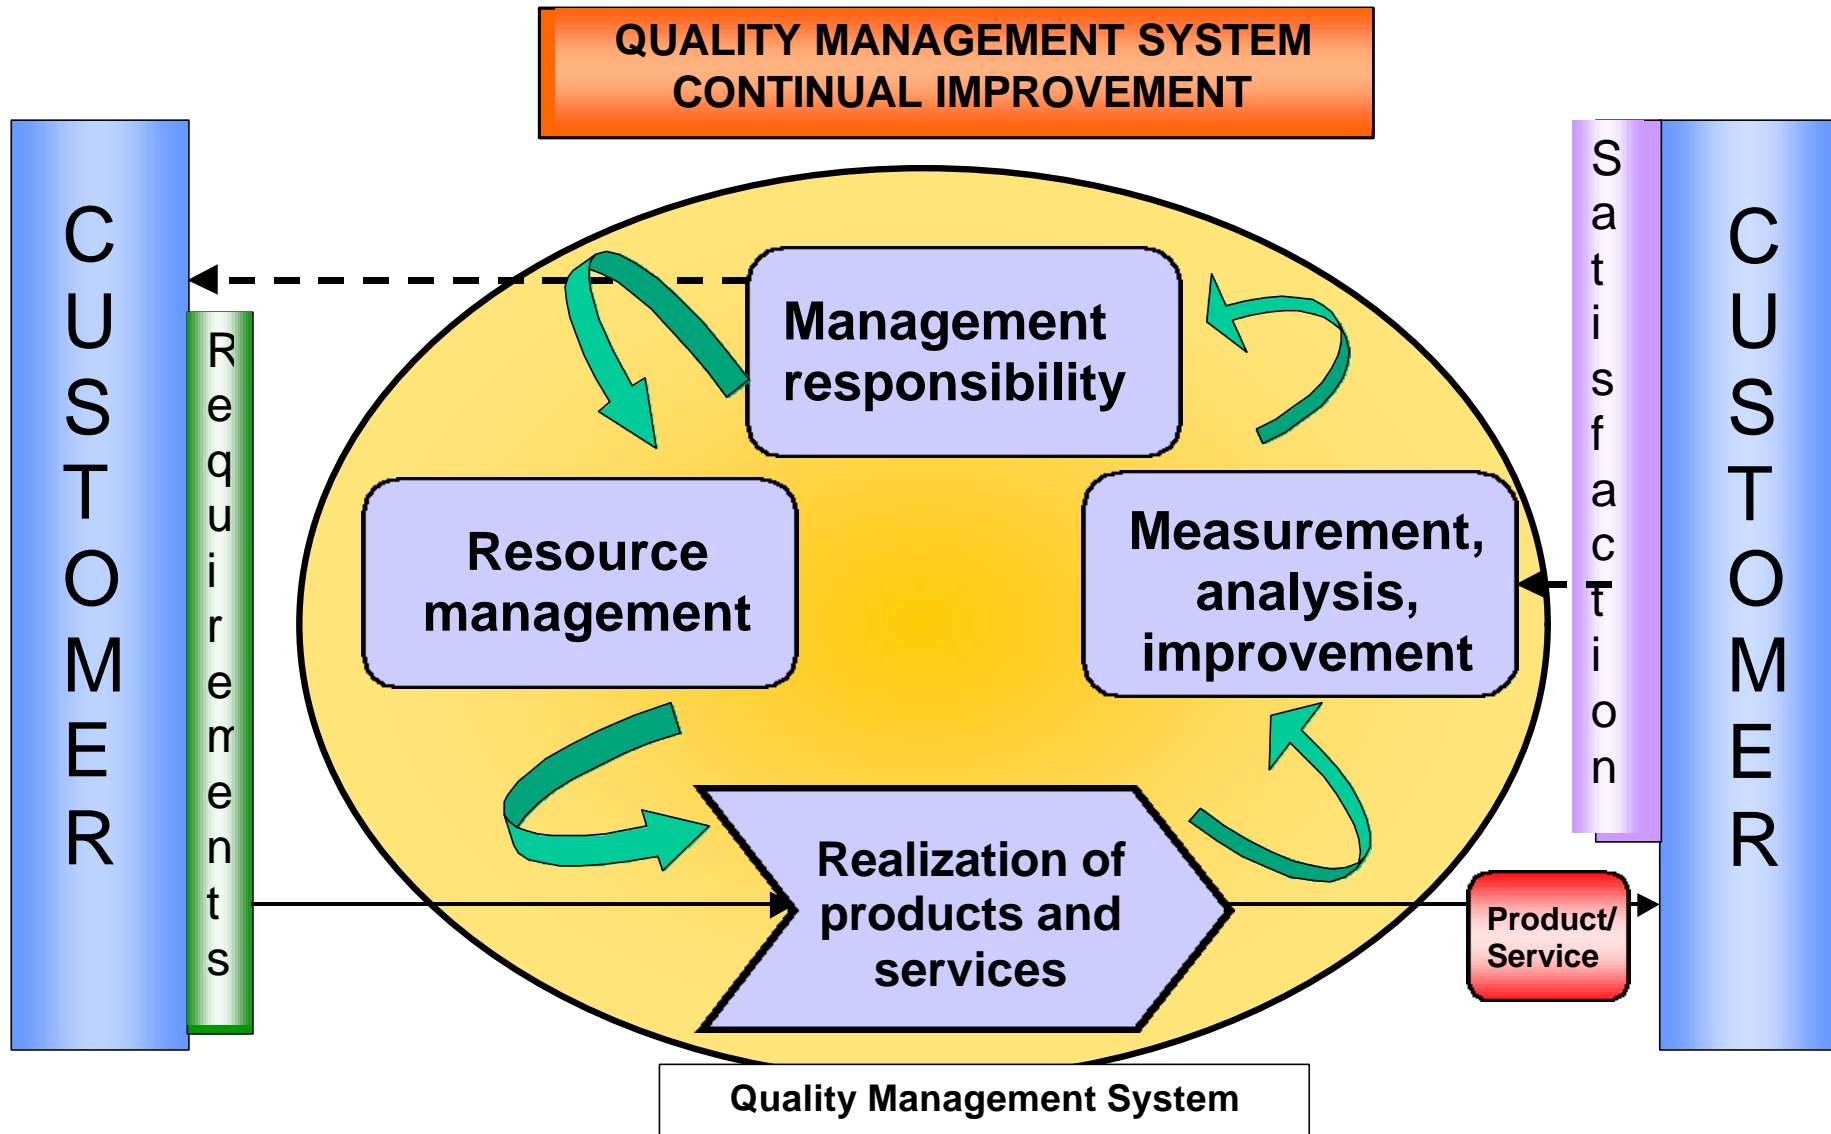 QUALITY MANAGEMENT SYSTEM
CONTINUAL IMPROVEMENT
CUSTOMER
Requirements
Management
responsibility
Resource
management
Measurement,
analysis,
improvement
Realization of
products and
services
Product/
Service
Satisfaction
CUSTOMER
Quality Management System